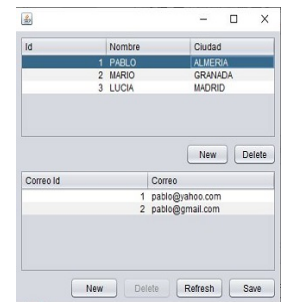 Id Nombre Ciudad
1 PABLO ALMERIA
2 MARIO GRANADA
3 LUCIA MADRID
New Delete
Correo Id Correo
1 pablo@yahoo.com
2 pablo@gmail.com
New Delete Refresh Save